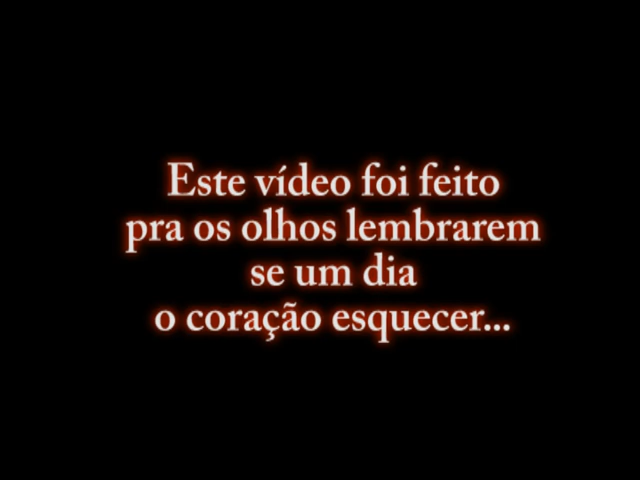 Este vídeo foi feito
pra os olhos lembrarem
se um dia
o coração esquecer...